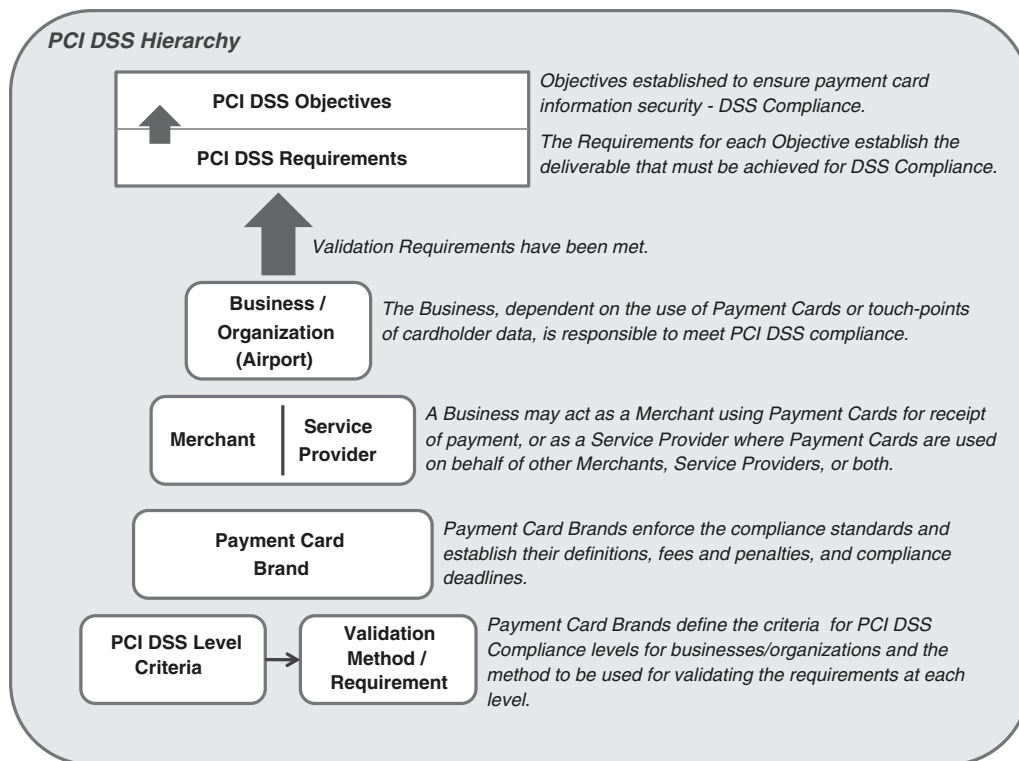 PCI DSS Hierarchy
PCI DSS Objectives
Objectives established to ensure payment card
information security - DSS Compliance.
PCI DSS Requirements
The Requirements for each Objective establish the
deliverable that must be achieved for DSS Compliance.
Validation Requirements have been met.
Business /
Organization
(Airport)
The Business, dependent on the use of Payment Cards or touch-points
of cardholder data, is responsible to meet PCI DSS compliance.
Merchant
Service
Provider
A Business may act as a Merchant using Payment Cards for receipt
of payment, or as a Service Provider where Payment Cards are used
on behalf of other Merchants, Service Providers, or both.
Payment Card
Brand
Payment Card Brands enforce the compliance standards and
establish their definitions, fees and penalties, and compliance
deadlines.
PCI DSS Level
Criteria
Validation
Method /
Requirement
Payment Card Brands define the criteria for PCI DSS
Compliance levels for businesses/organizations and the
method to be used for validating the requirements at each
level.